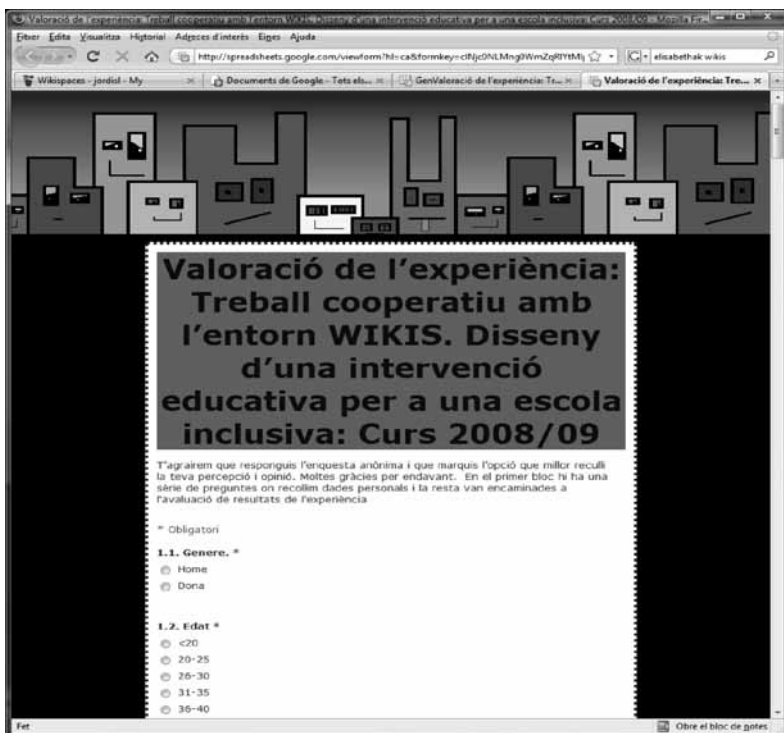 Valoració de l'experiència: Treball cooperatiu amb l'entorn WIKIS. Disseny d'una intervenció educativa per a una escola inclusiva: Curs 2008/09 - Mozilla Fir...
Fitxer Edita Visualitza Historial Adreces d'interès Eines Ajuda
elisabethak wikis
Wikispaces - jordisl - My
Documents de Google - Tots els...
GenValoració de l'experiència: Tr...
Valoració de l'experiència: Tre...
Valoració de l'experiència:
Treball cooperatiu amb
l'entorn WIKIS. Disseny
d'una intervenció
educativa per a una escola
inclusiva: Curs 2008/09
T'agrairem que responguis l'enquesta anònima i que marquis l'opció que millor reculli
la teva percepció i opinió. Moltes gràcies per endavant. En el primer bloc hi ha una
sèrie de preguntes on recollim dades personals i la resta van encaminades a
l'avaluació de resultats de l'experiència
* Obligatori
1.1. Genere. *
Home
Dona
1.2. Edat *
<20
20-25
26-30
31-35
36-40
Fet
Obre el bloc de notes